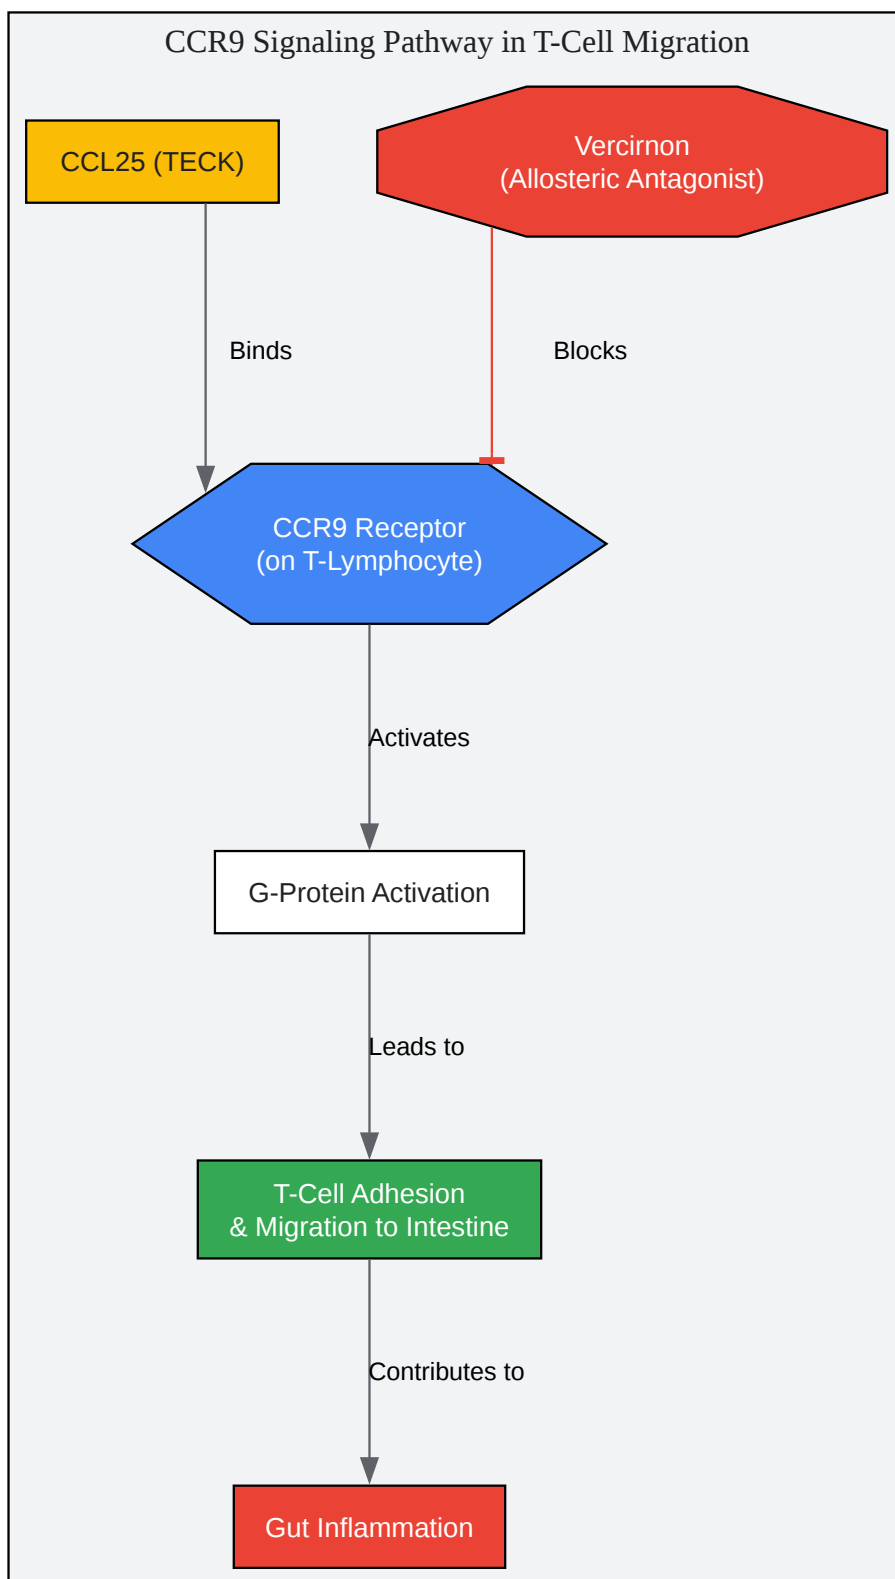 CCR9 Signaling Pathway in T-Cell Migration
CCL25 (TECK)
Vercirnon
(Allosteric Antagonist)
Binds
Blocks
CCR9 Receptor
(on T-Lymphocyte)
Activates
G-Protein Activation
Leads to
T-Cell Adhesion
& Migration to Intestine
Contributes to
Gut Inflammation